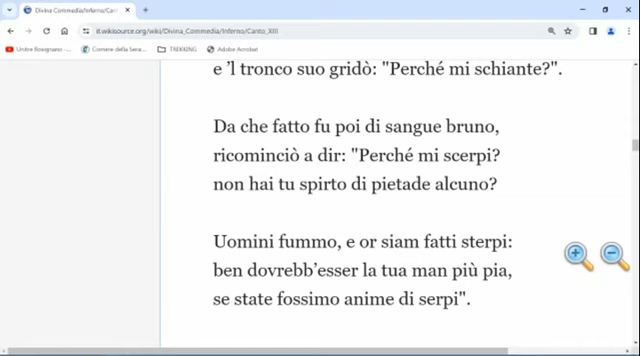 Divina Commedia/Inferno/Can
it.wikisource.org/wiki/Divina_Commedia/Inferno/Canto_XIII
Unitre Rosignano -...
Corriere della Sera...
TREKKING
Adobe Acrobat
e ’l tronco suo gridò: "Perché mi schiante?".
Da che fatto fu poi di sangue bruno,
ricominciò a dir: "Perché mi scerpi?
non hai tu spirto di pietade alcuno?
Uomini fummo, e or siam fatti sterpi:
ben dovrebb’esser la tua man più pia,
se state fossimo anime di serpi".